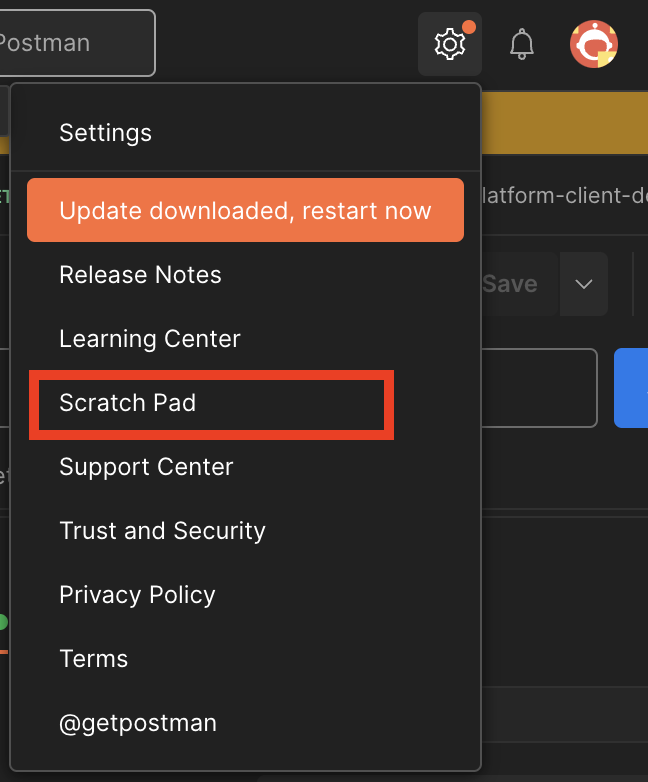 Postman
Settings
Update downloaded, restart now
latform-client-de
Release Notes
Save
Learning Center
Scratch Pad
Support Center
Trust and Security
Privacy Policy
Terms
@getpostman